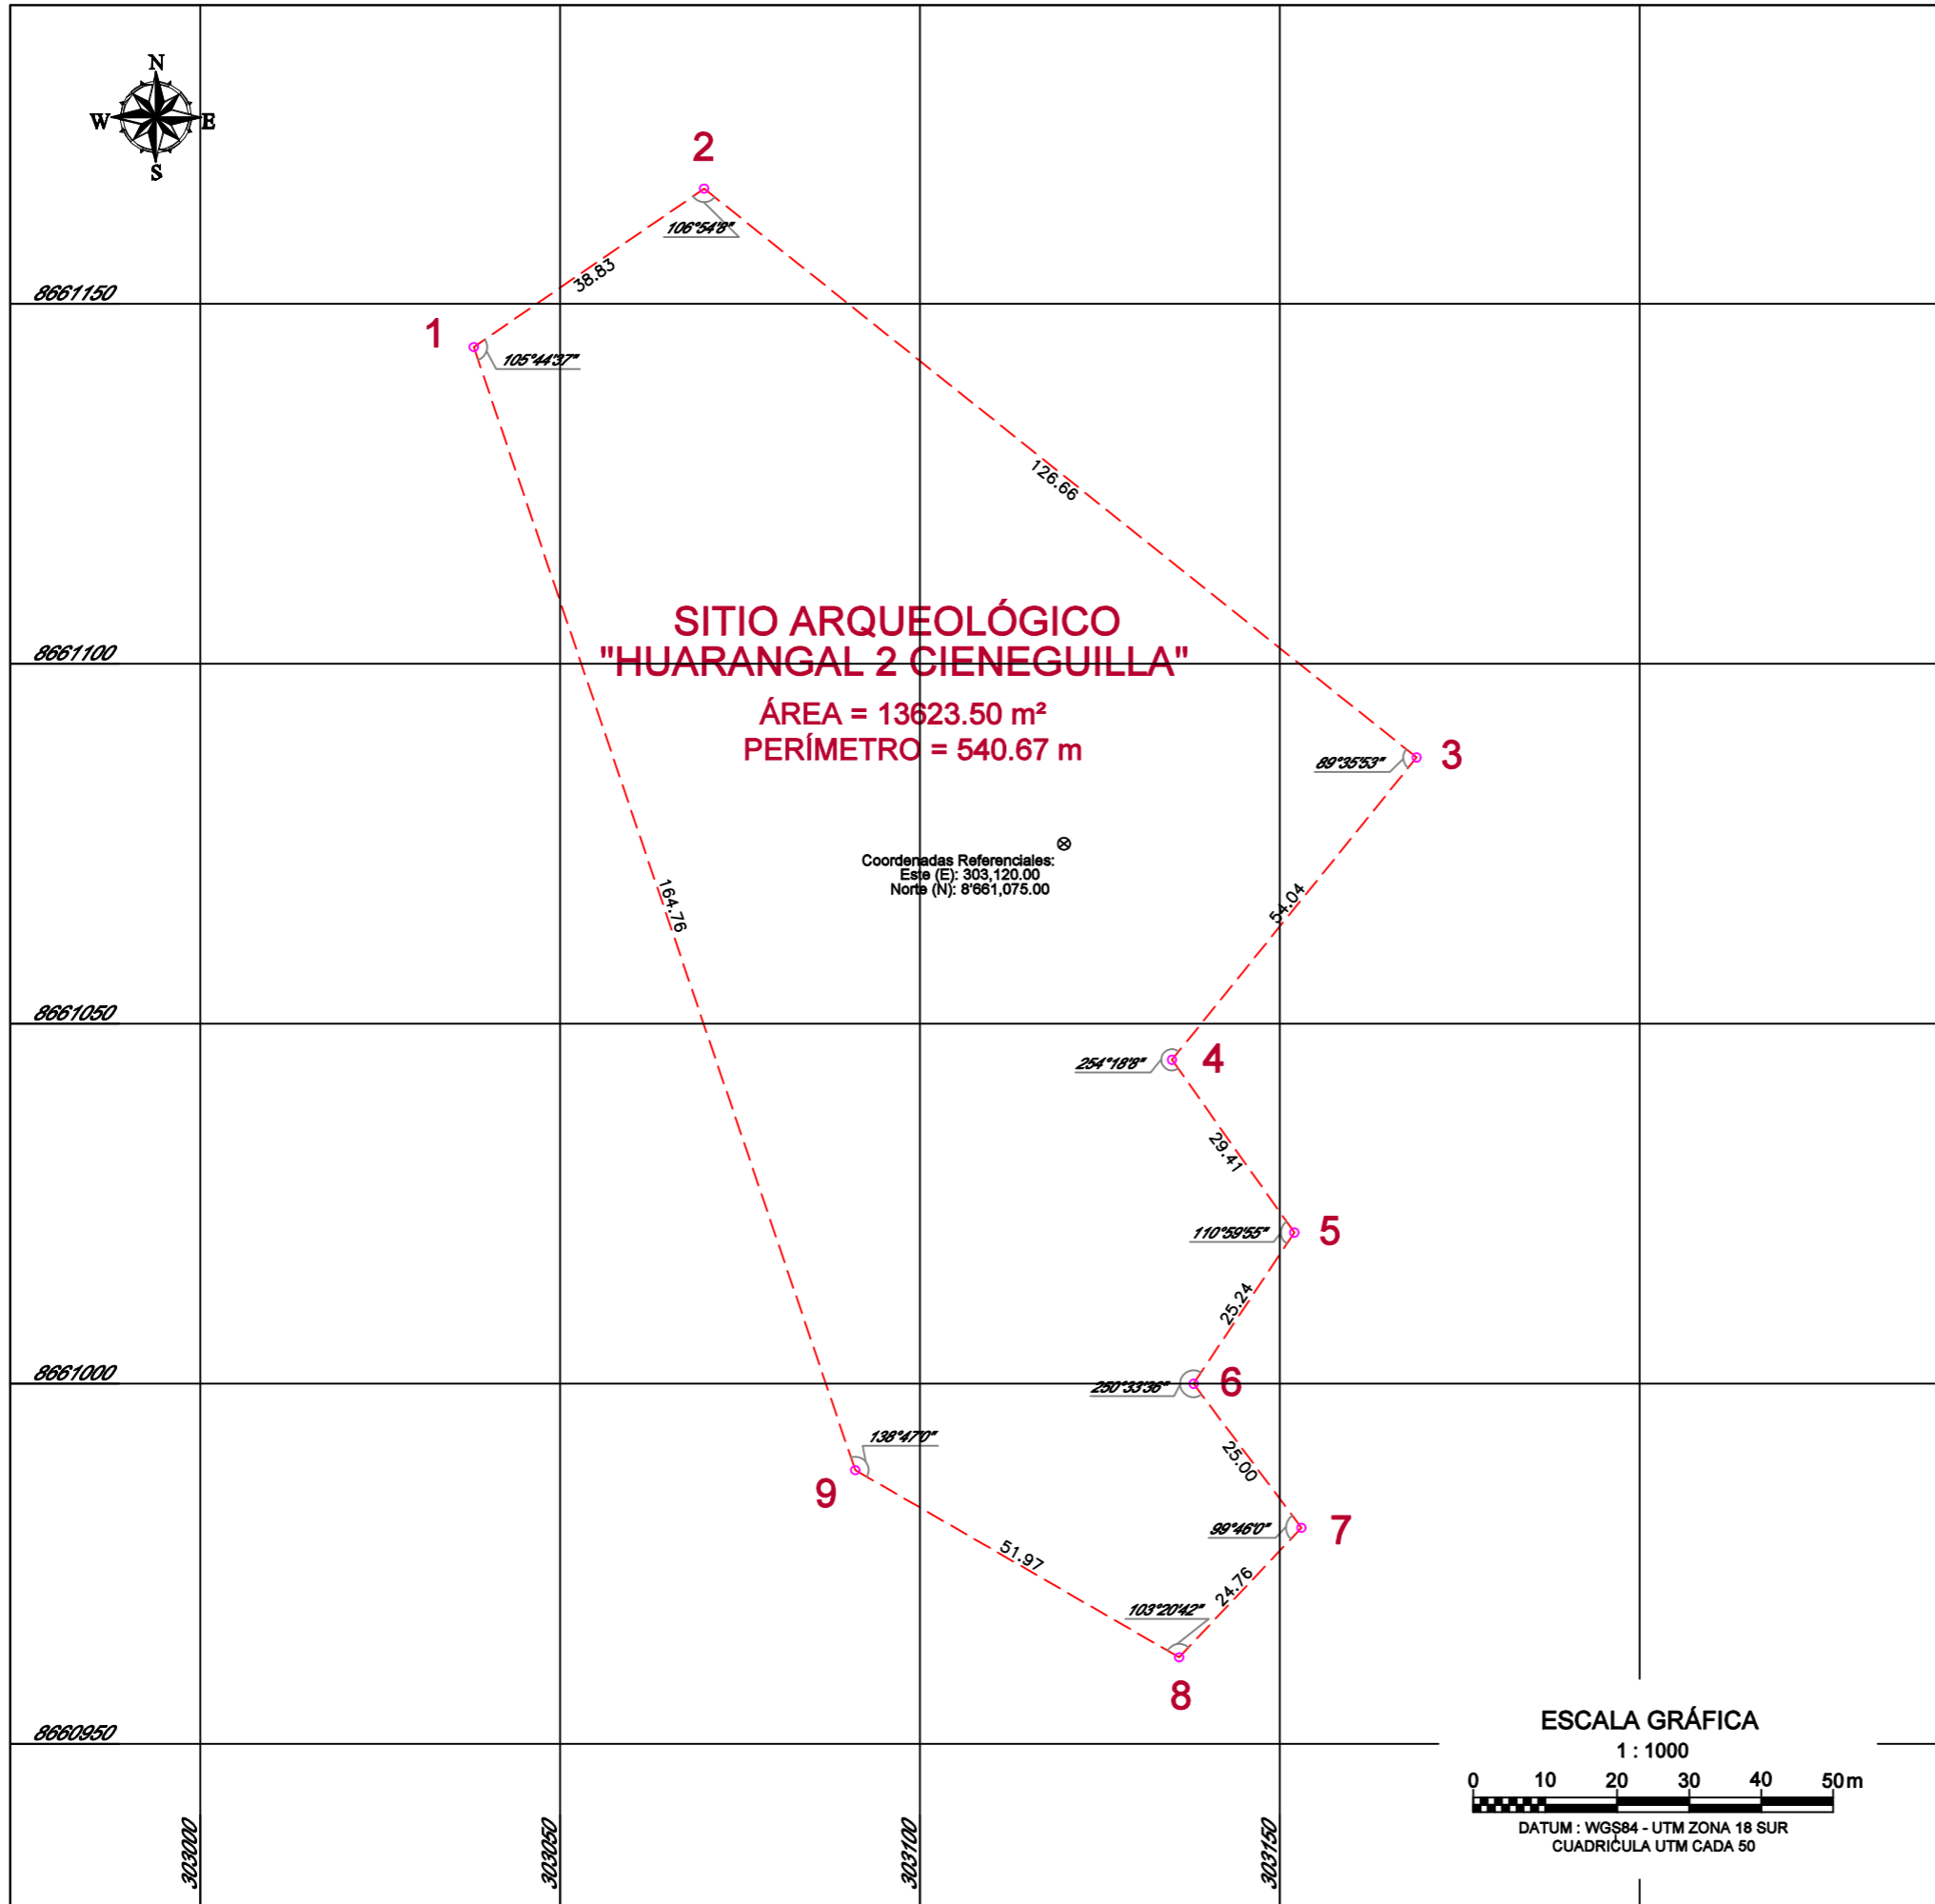 N
W E
S
2
106°54'8"
38.83
8661150
1
105°44'37"
126.66
SITIO ARQUEOLÓGICO
"HUARANGAL 2 CIENEGUILLA"
8661100
ÁREA = 13623.50 m²
PERÍMETRO = 540.67 m
89°35'53"
3
Coordenadas Referenciales:
Este (E): 303,120.00
Norte (N): 8'661,075.00
164.76
54.04
8661050
254°18'8"
4
29.41
110°59'55"
5
25.24
8661000
250°33'36"
6
138°47'0"
25.00
9
99°46'0"
7
51.97
24.76
103°20'42"
8
8660950
ESCALA GRÁFICA
1 : 1000
0 10 20 30 40 50m
DATUM : WGS84 - UTM ZONA 18 SUR
CUADRICULA UTM CADA 50
303000
303050
303100
303150